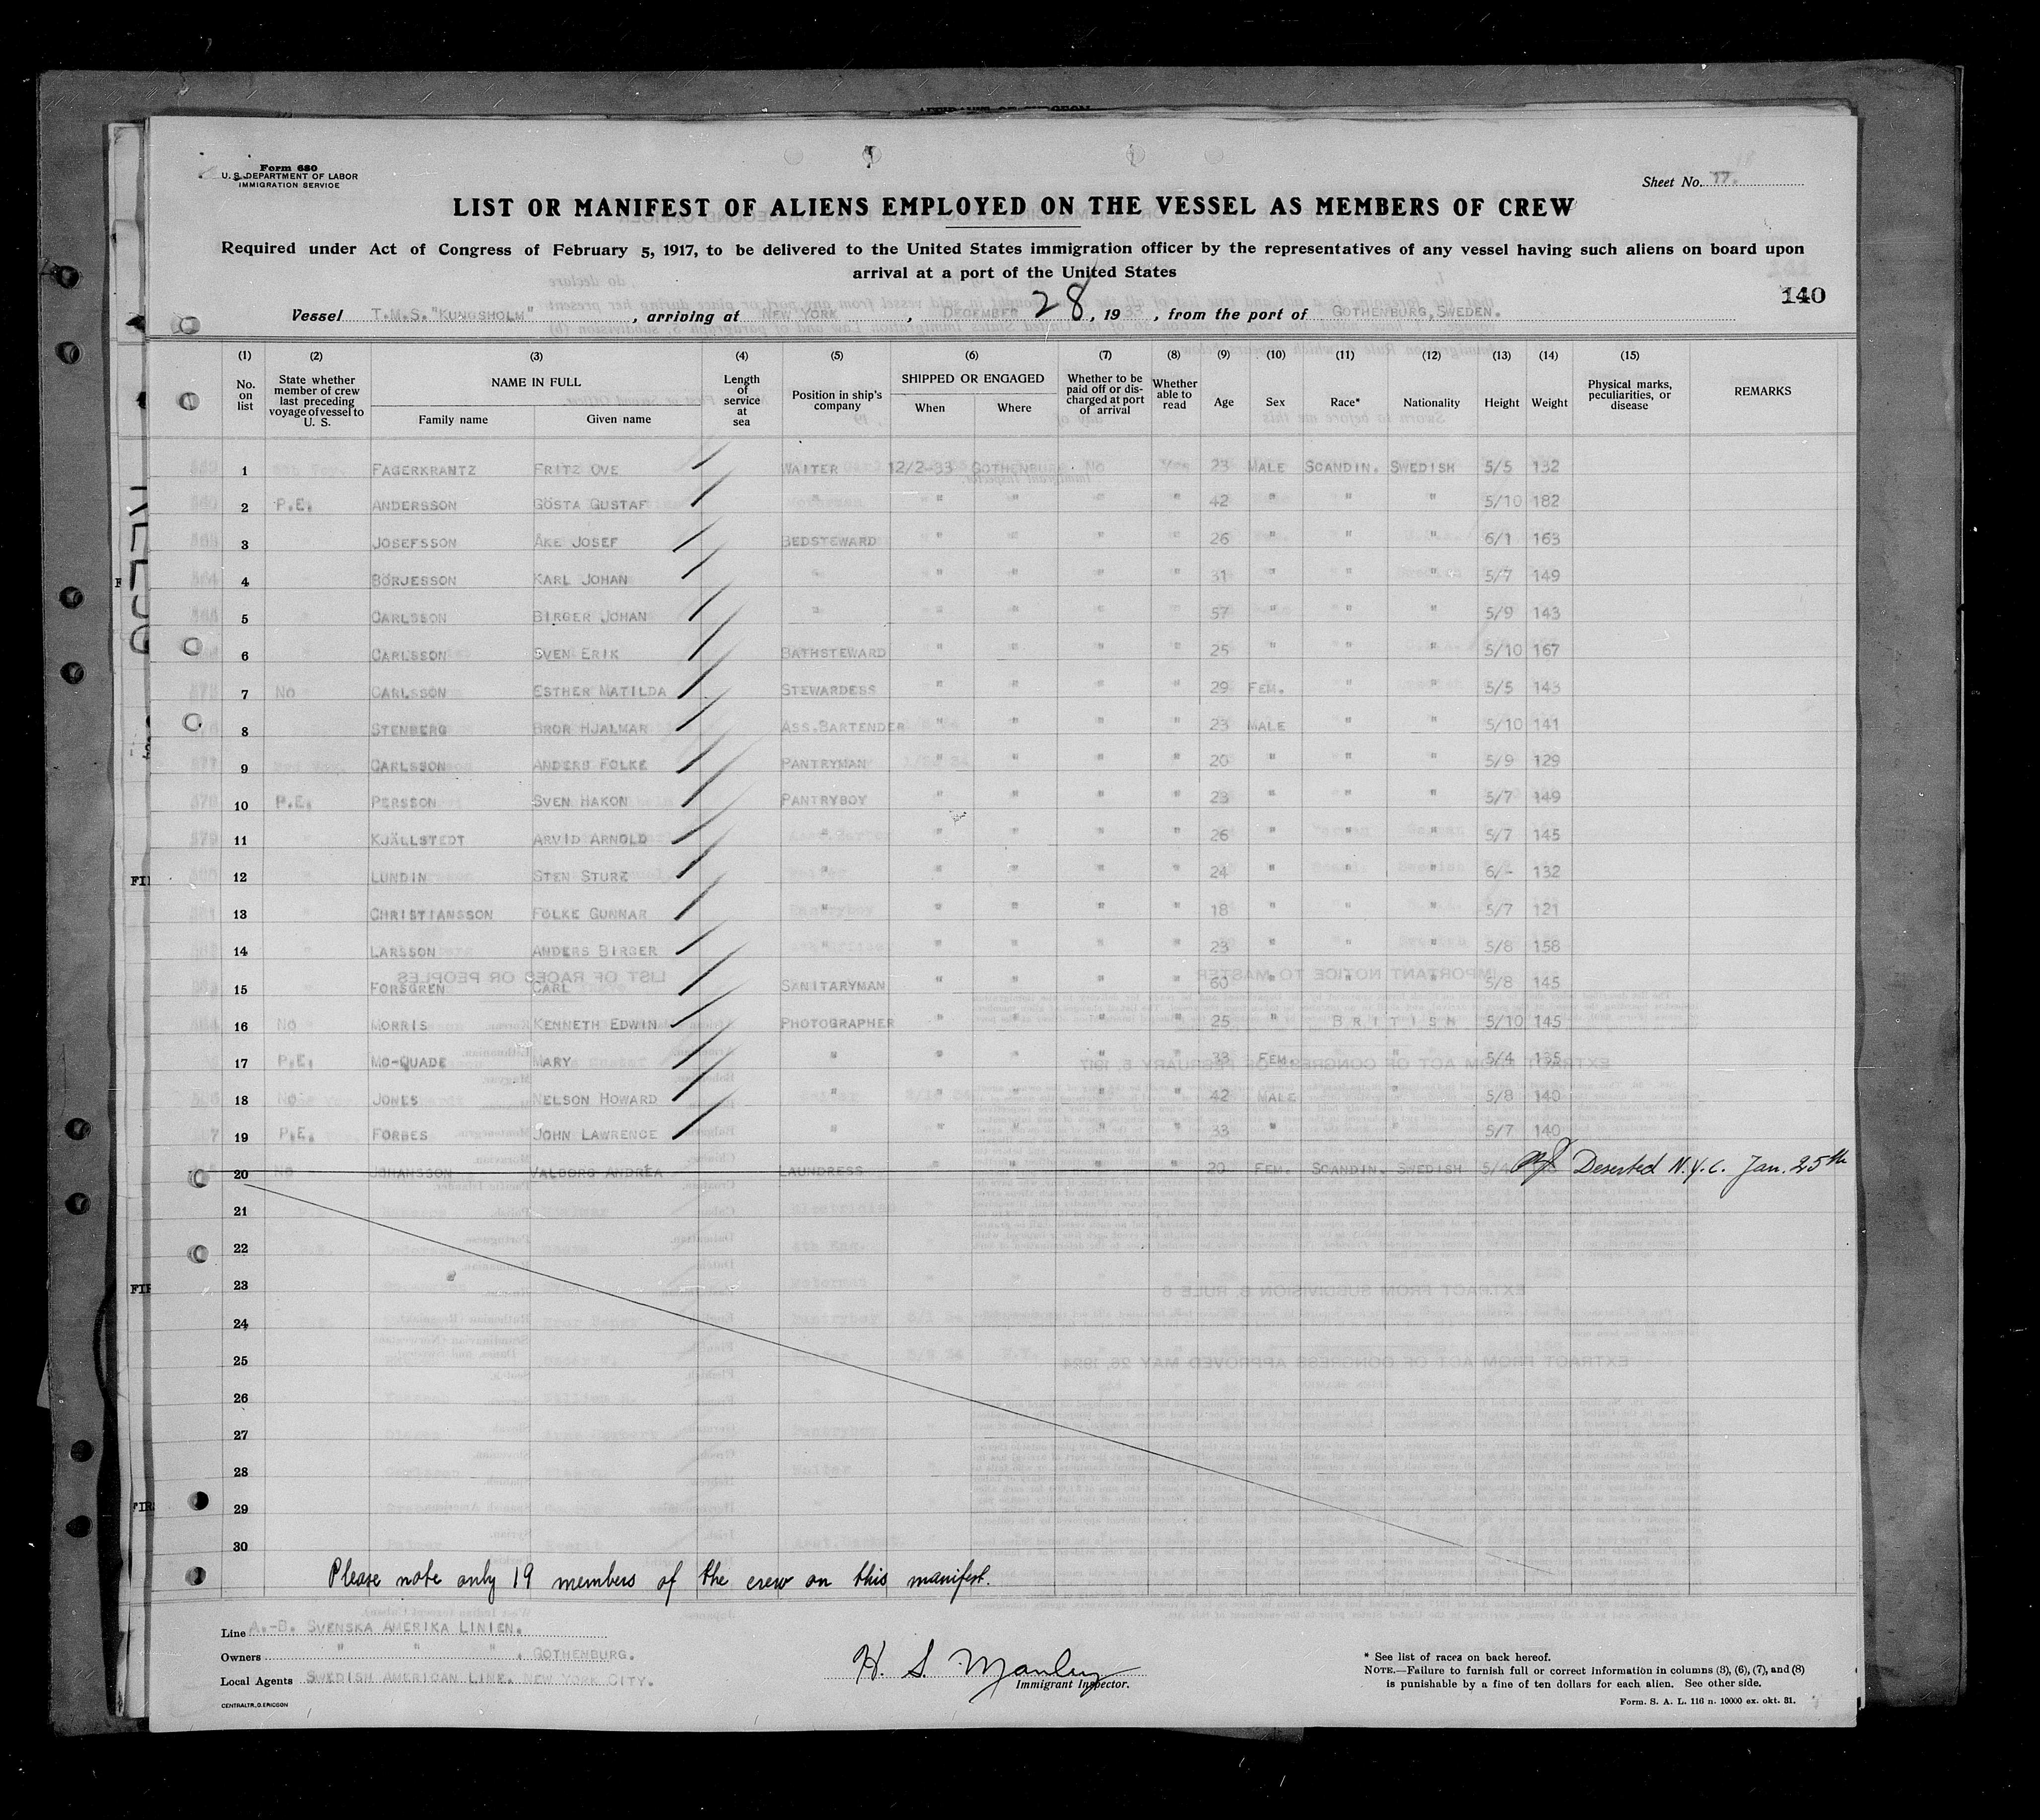 Form 680
U. S. DEPARTMENT OF LABOR
IMMIGRATION SERVICE
Sheet No. 17.
LIST OR MANIFEST OF ALIENS EMPLOYED ON THE VESSEL AS MEMBERS OF CREW
Required under Act of Congress of February 5, 1917, to be delivered to the United States immigration officer by the representatives of any vessel having such aliens on board upon
arrival at a port of the United States
140
Vessel T.M.S. "KUNGSHOLM", arriving at NEW YORK, DECEMBER 28, 1933, from the port of GOTHENBURG, SWEDEN.
(1) (2) (3) (4) (5) (6) (7) (8) (9) (10) (11) (12) (13) (14) (15)
No. on list State whether member of crew last preceding voyage of vessel to U. S. NAME IN FULL Family name Given name Length of service at sea Position in ship's company SHIPPED OR ENGAGED When Where Whether to be paid off or discharged at port of arrival Whether able to read Age Sex Race* Nationality Height Weight Physical marks, peculiarities, or disease REMARKS
1 FAGERKRANTZ FRITZ OVE WAITER 12/2-33 GOTHENBURG NO Yes 23 MALE SCANDIN. SWEDISH 5/5 132
2 P.E. ANDERSSON GÖSTA GUSTAF " " " " " 42 " " " 5/10 182
3 " JOSEFSSON ÅKE JOSEF BEDSTEWARD " " " " 26 " " " 6/1 163
4 " BÖRJESSON KARL JOHAN " " " " " 31 " " " 5/7 149
5 " CARLSSON BIRGER JOHAN " " " " " 57 " " " 5/9 143
6 " CARLSSON SVEN ERIK BATHSTEWARD " " " " 25 " " " 5/10 167
7 NO CARLSSON ESTHER MATILDA STEWARDESS " " " " 29 FEM. " " 5/5 143
8 STENBERG BROR HJALMAR ASS.BARTENDER " " " " 23 MALE " " 5/10 141
9 CARLSSON ANDERS FOLKE PANTRYMAN " " " " 20 " " " 5/9 129
10 P.E. PERSSON SVEN HAKON PANTRYBOY " " " " 23 " " " 5/7 149
11 " KJÄLLSTEDT ARVID ARNOLD " " " " " 26 " " " 5/7 145
12 " LUNDIN STEN STURE " " " " " 24 " " " 6/- 132
13 " CHRISTIANSSON FOLKE GUNNAR " " " " " 18 " " " 5/7 121
14 " LARSSON ANDERS BIRGER " " " " " 23 " " " 5/8 158
15 " FORSGREN CARL SANITARYMAN " " " " 60 " " " 5/8 145
16 NO MORRIS KENNETH EDWIN PHOTOGRAPHER " " " " 25 " BRITISH 5/10 145
17 P.E. MC-QUADE MARY " " " " " 33 FEM. " 5/4 135
18 NO JONES NELSON HOWARD " " " " " 42 MALE " 5/8 140
19 P.E. FORBES JOHN LAWRENCE " " " " " 33 " " 5/7 140
20 NO JOHANSSON VALBORG ANDRÉA LAUNDRESS " " " " 20 FEM. SCANDIN. SWEDISH Deserted N.Y.C. Jan. 25th
21
22
23
24
25
26
27
28
29
30
Please note only 19 members of the crew on this manifest.
Line A.-B. SVENSKA AMERIKA LINIEN.
Owners " " " , GOTHENBURG.
Local Agents SWEDISH AMERICAN LINE. NEW YORK CITY.
CENTRALTR. G. ERICSON
H. S. Manley
Immigrant Inspector.
* See list of races on back hereof.
NOTE.—Failure to furnish full or correct information in columns (3), (6), (7), and (8)
is punishable by a fine of ten dollars for each alien. See other side.
Form. S. A. L. 116 n. 10000 ex. okt. 31.